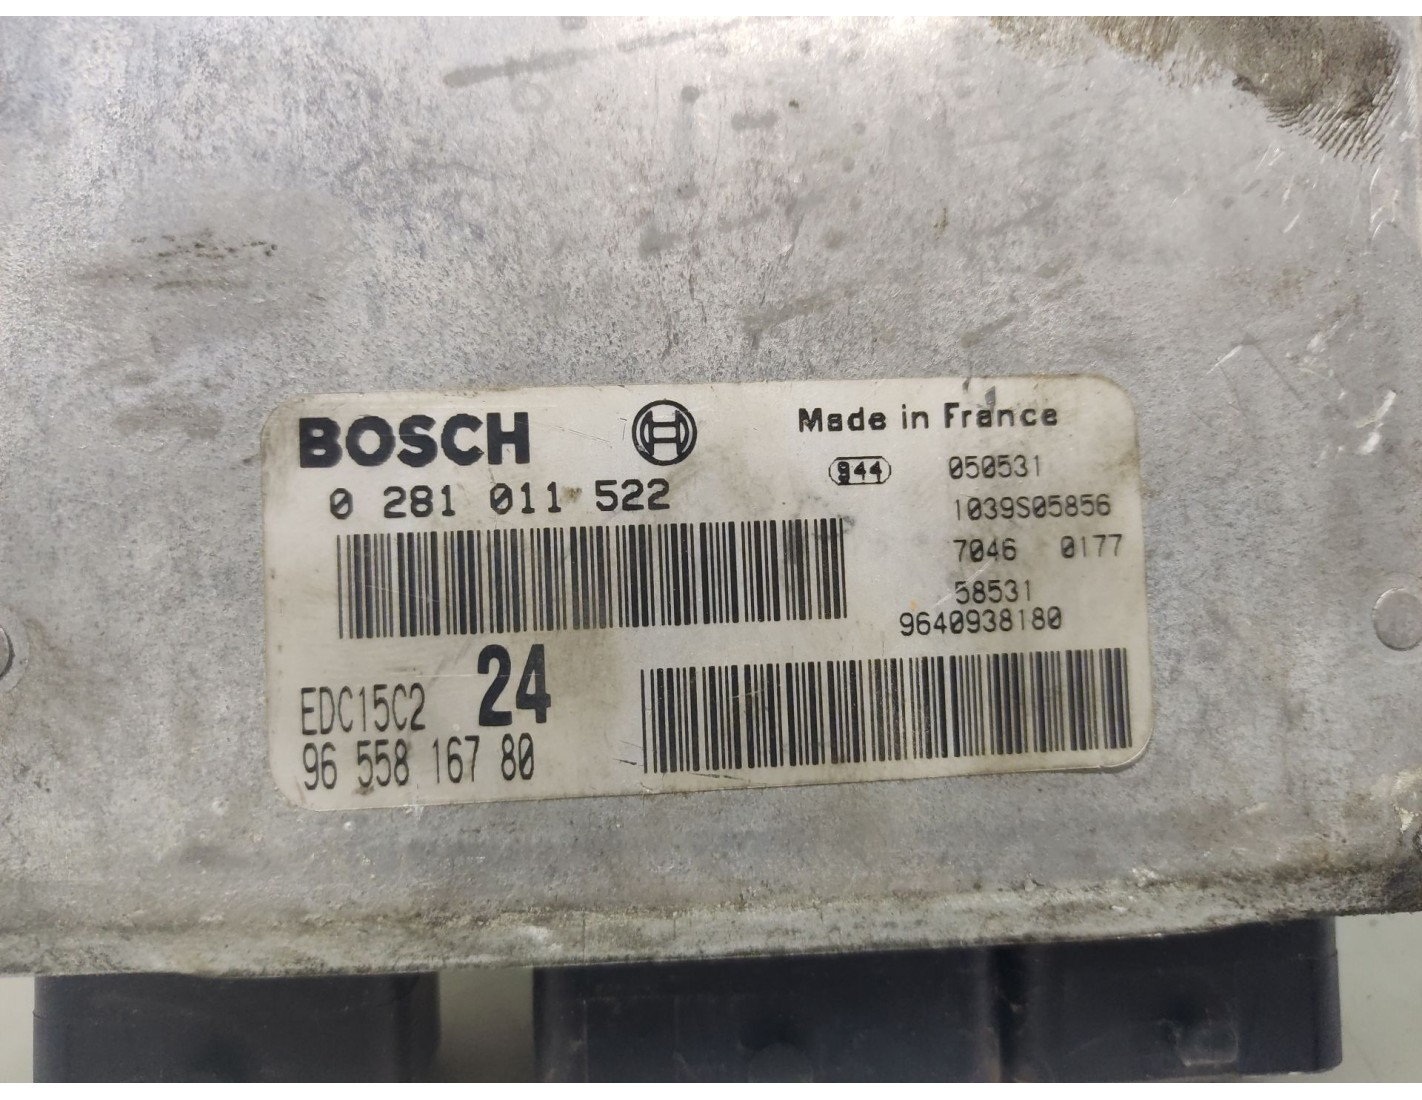 BOSCH
Made in France
0 281 011 522
944 050531
1039S05856
7046 0177
58531
9640938180
EDC15C2 24
96 558 167 80